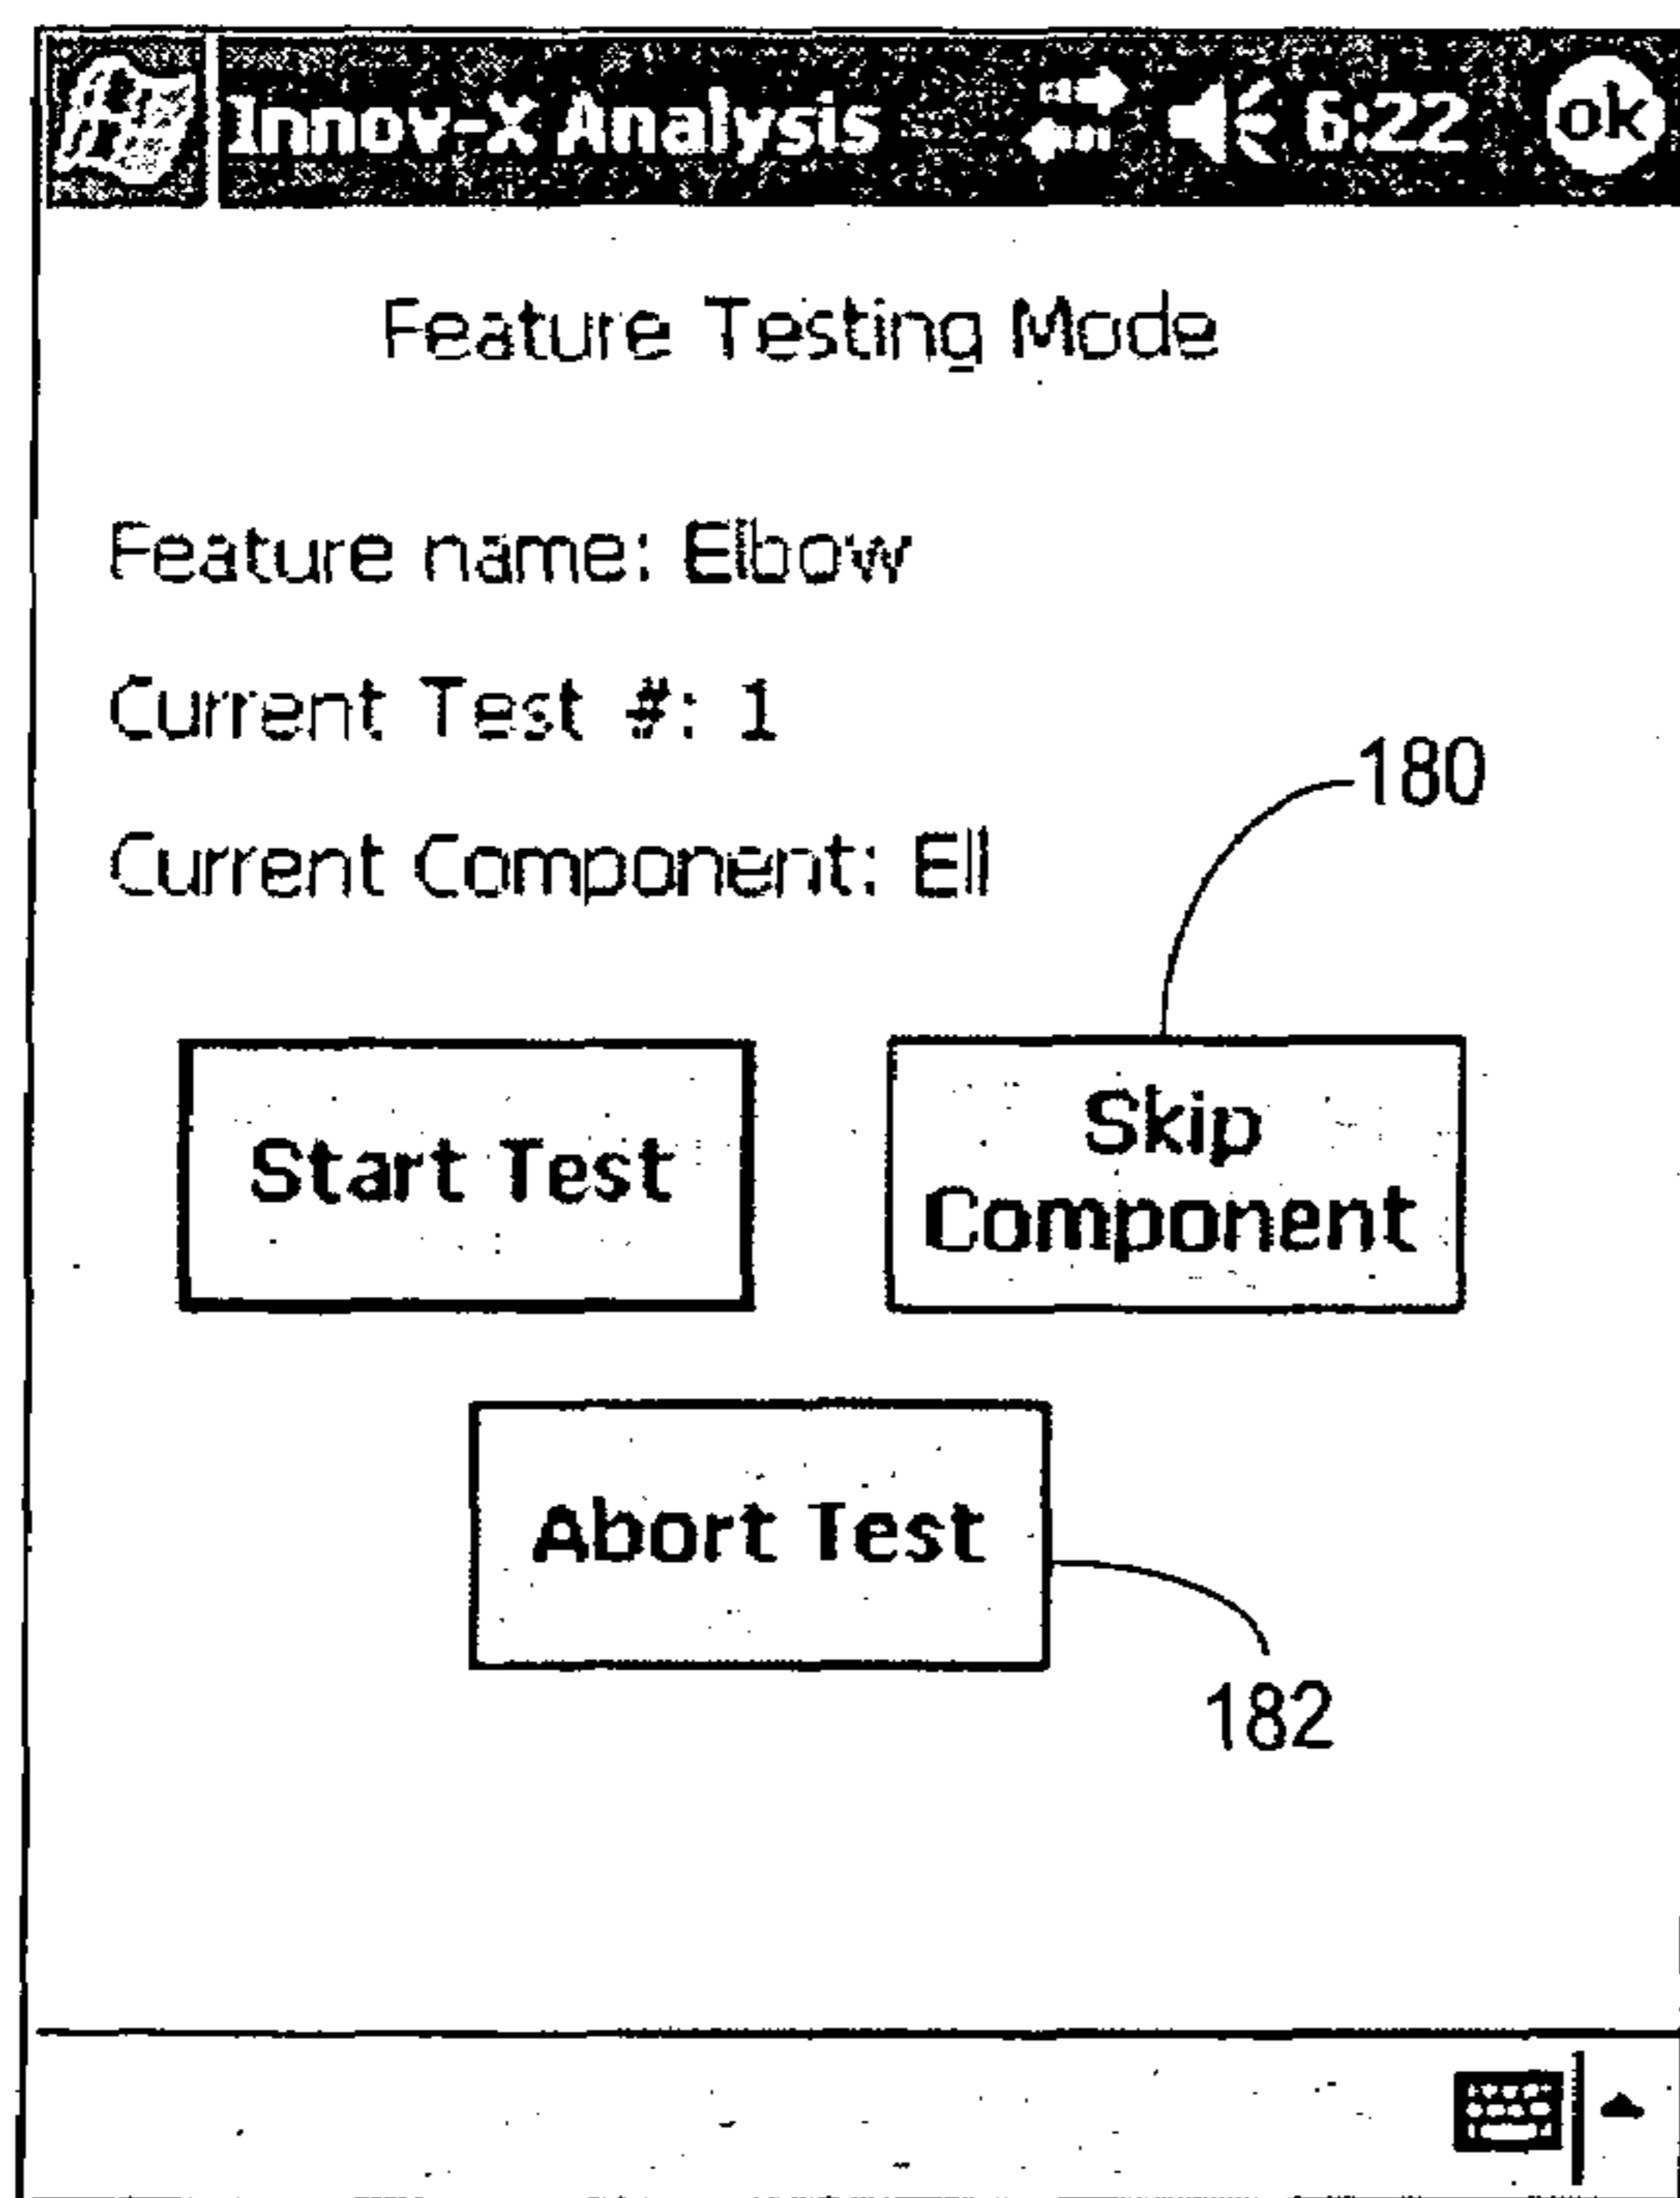 Innov-X Analysis 6:22 ok
Feature Testing Mode
Feature name: Elbow
Current Test #: 1
180
Current Component: Ell
Start Test
Skip
Component
Abort Test
182